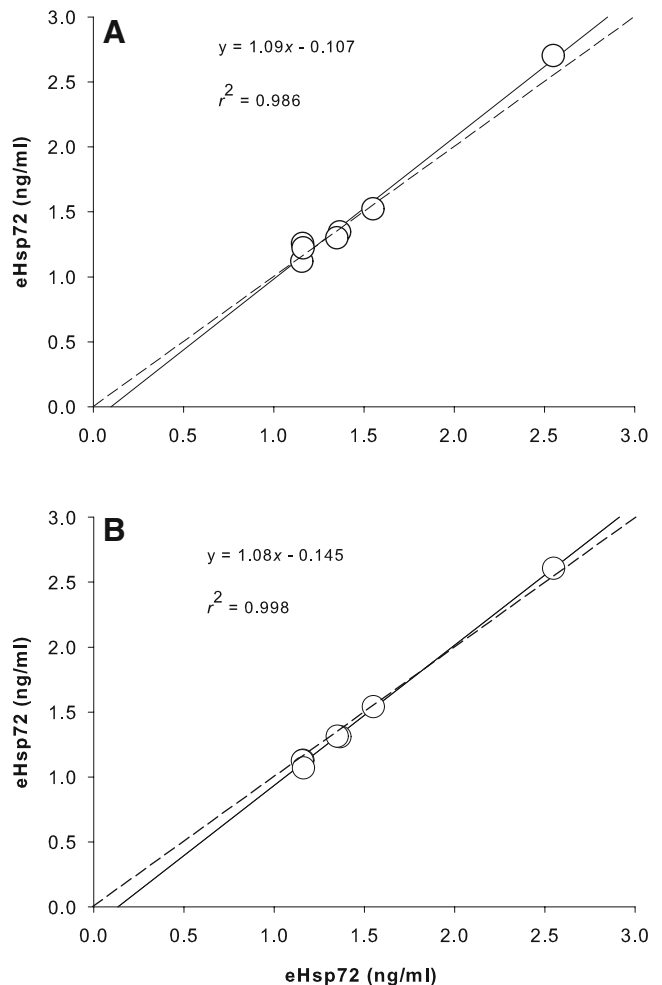 A
y = 1.09x - 0.107
r² = 0.986
eHsp72 (ng/ml)
3.0
2.5
2.0
1.5
1.0
0.5
0.0
0.0 0.5 1.0 1.5 2.0 2.5 3.0
B
y = 1.08x - 0.145
r² = 0.998
eHsp72 (ng/ml)
3.0
2.5
2.0
1.5
1.0
0.5
0.0
0.0 0.5 1.0 1.5 2.0 2.5 3.0
eHsp72 (ng/ml)